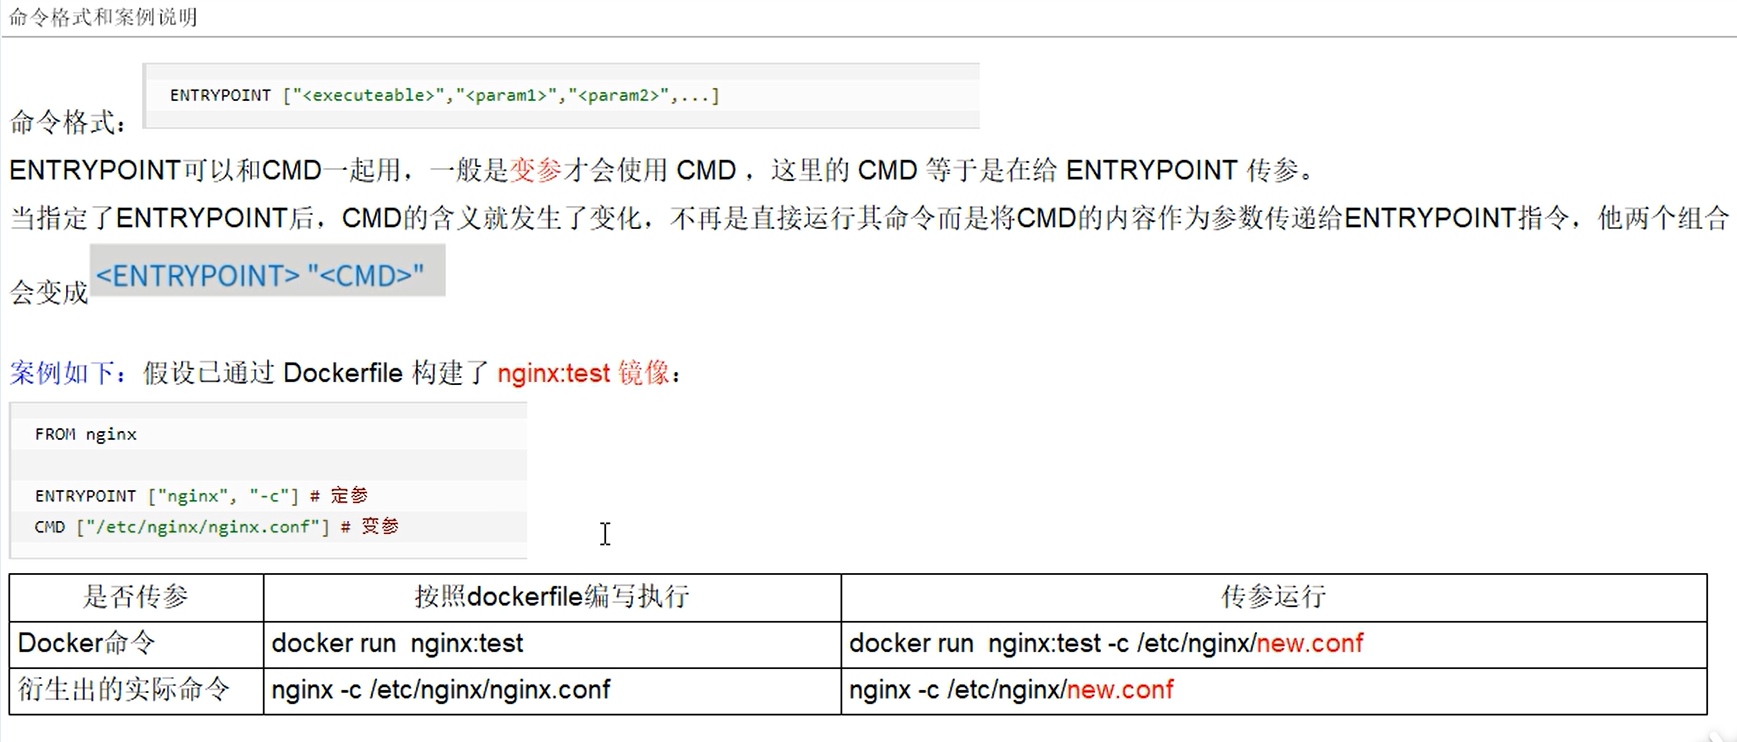 命令格式和案例说明
命令格式：
ENTRYPOINT ["<executeable>","<param1>","<param2>",...]
ENTRYPOINT可以和CMD一起用，一般是变参才会使用 CMD ，这里的 CMD 等于是在给 ENTRYPOINT 传参。
当指定了ENTRYPOINT后，CMD的含义就发生了变化，不再是直接运行其命令而是将CMD的内容作为参数传递给ENTRYPOINT指令，他两个组合
会变成 <ENTRYPOINT> "<CMD>"
案例如下：假设已通过 Dockerfile 构建了 nginx:test 镜像：
FROM nginx
ENTRYPOINT ["nginx", "-c"] # 定参
CMD ["/etc/nginx/nginx.conf"] # 变参
是否传参 按照dockerfile编写执行 传参运行
Docker命令 docker run  nginx:test docker run  nginx:test -c /etc/nginx/new.conf
衍生出的实际命令 nginx -c /etc/nginx/nginx.conf nginx -c /etc/nginx/new.conf